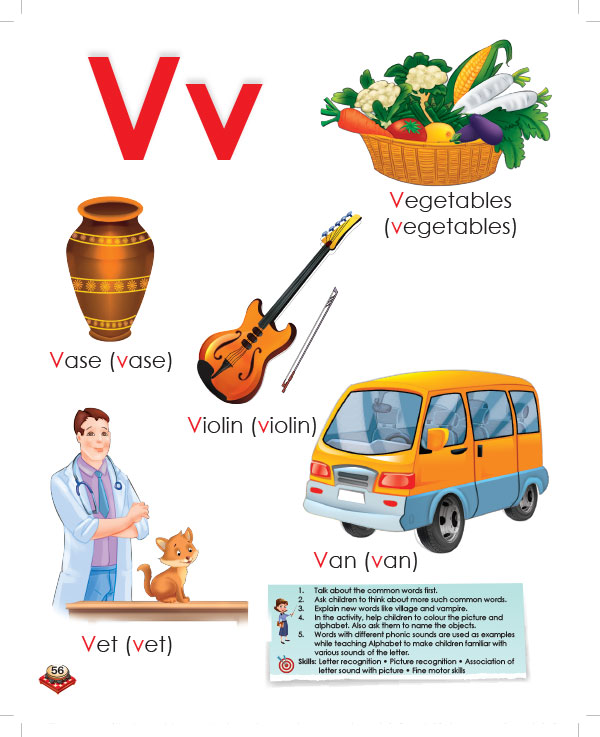 Vv
Vegetables
(vegetables)
Vase (vase)
Violin (violin)
Van (van)
Vet (vet)
1. Talk about the common words first.
2. Ask children to think about more such common words.
3. Explain new words like village and vampire.
4. In the activity, help children to colour the picture and
alphabet. Also ask them to name the objects.
5. Words with different phonic sounds are used as examples
while teaching Alphabet to make children familiar with
various sounds of the letter.
Skills: Letter recognition • Picture recognition • Association of
letter sound with picture • Fine motor skills
56